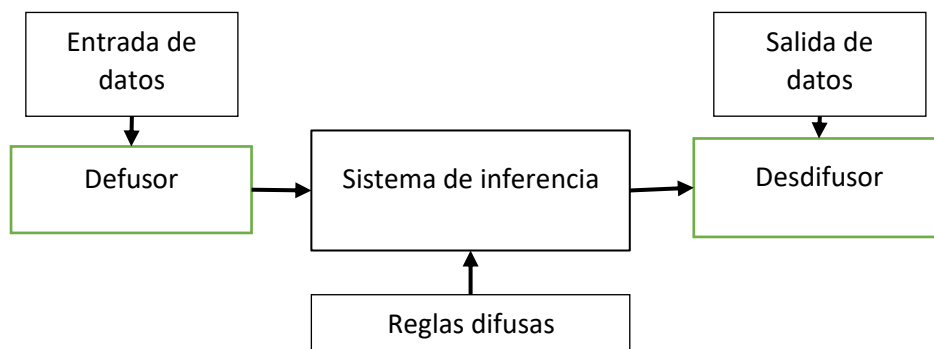 Entrada de
datos
Salida de
datos
Defusor
Sistema de inferencia
Desdifusor
Reglas difusas